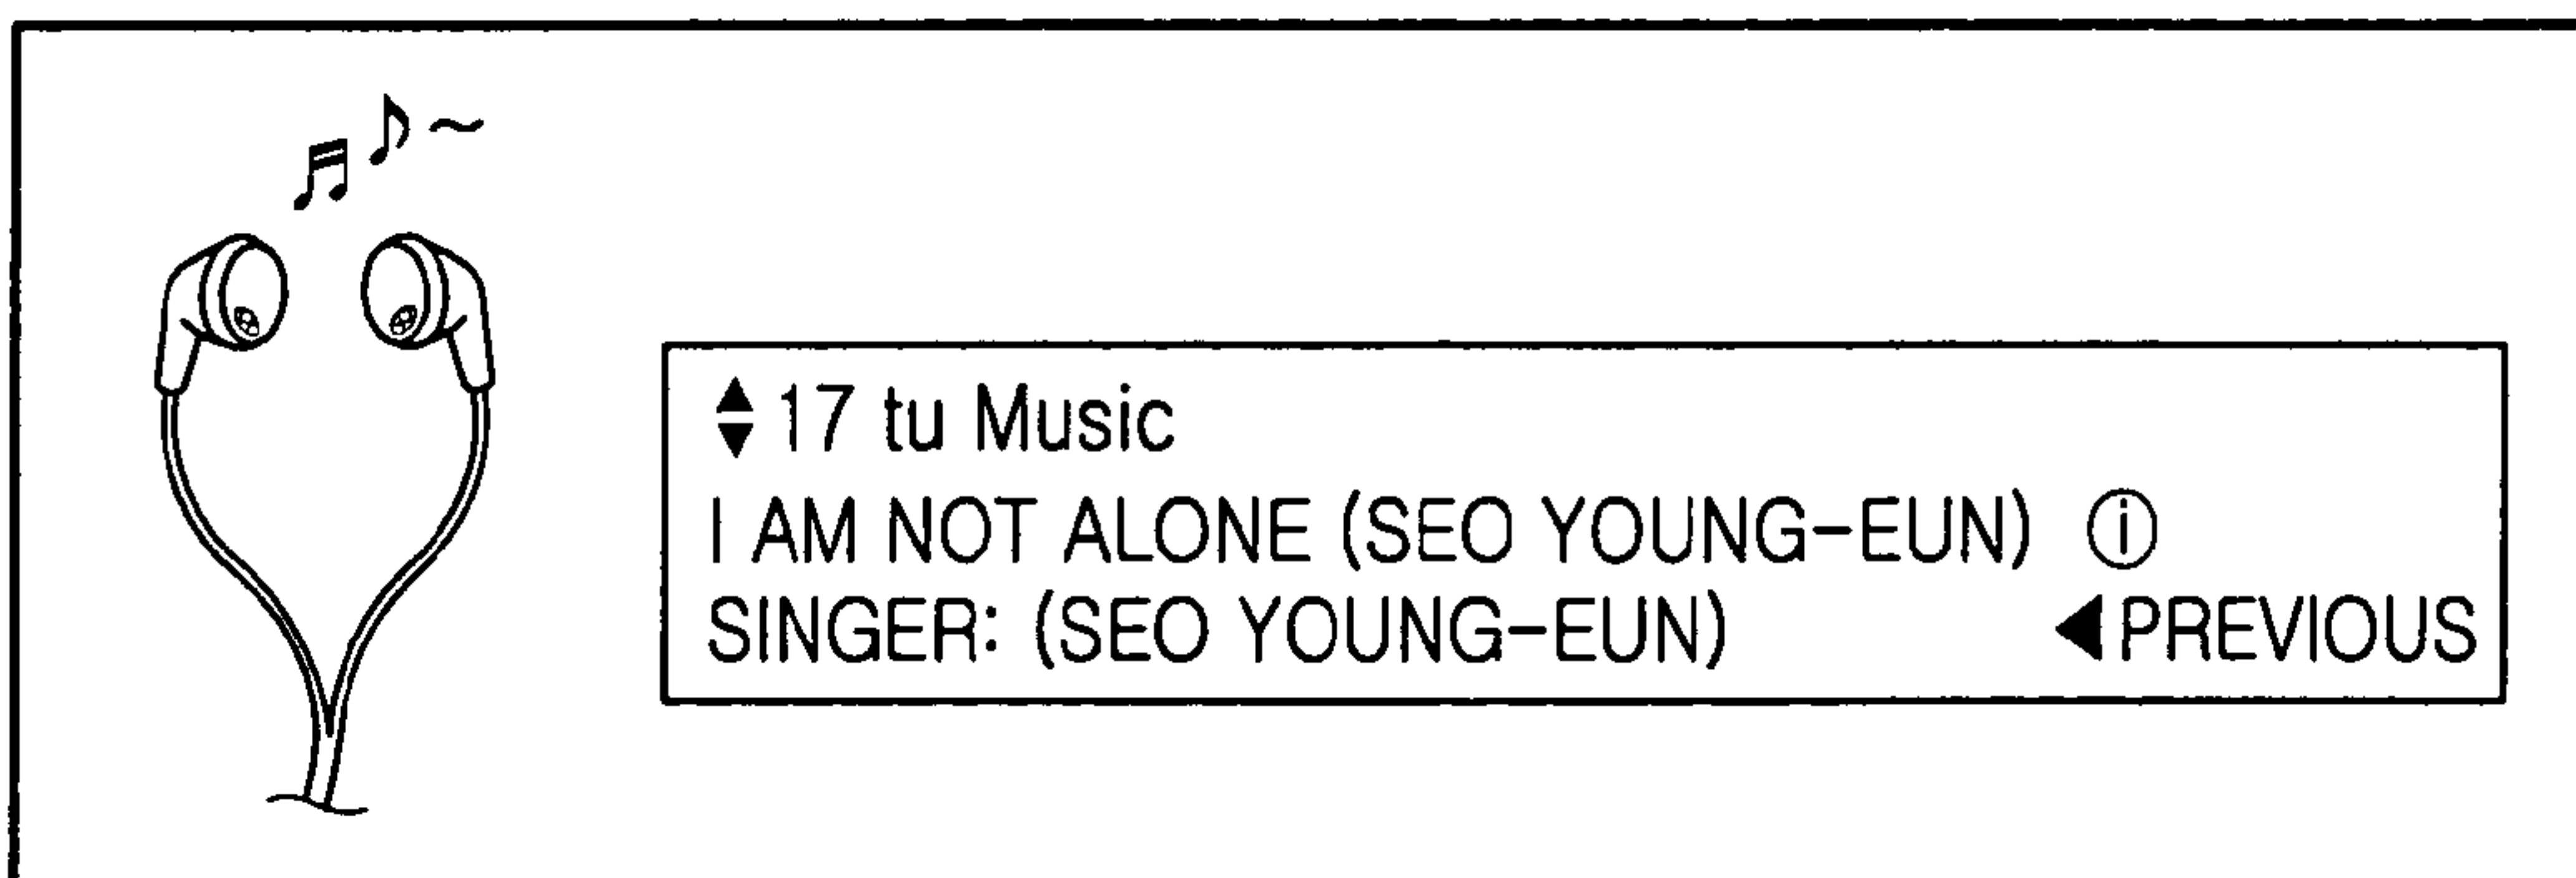 17 tu Music
I AM NOT ALONE (SEO YOUNG-EUN) ⓘ
SINGER: (SEO YOUNG-EUN) ◀PREVIOUS